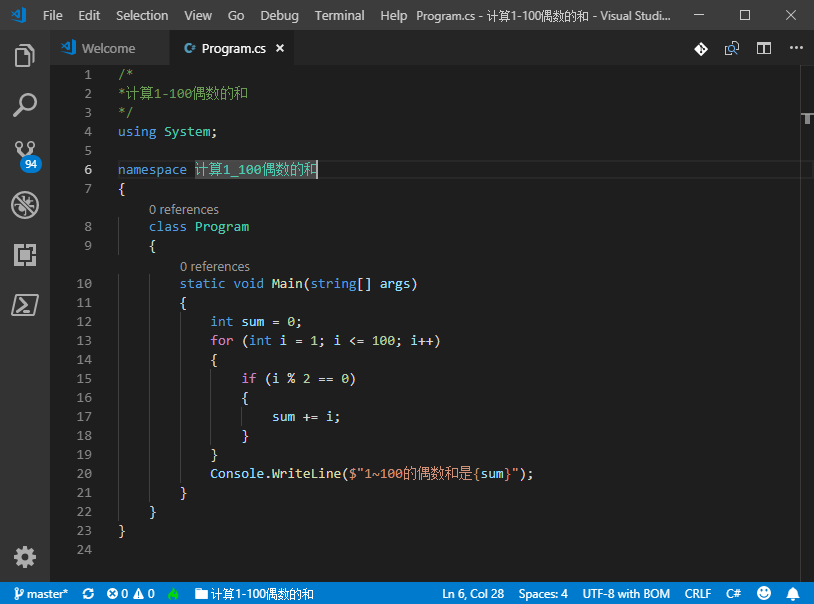 File Edit Selection View Go Debug Terminal Help Program.cs - 计算1-100偶数的和 - Visual Studi...
Welcome Program.cs
1 /*
2 *计算1-100偶数的和
3 */
4 using System;
5
6 namespace 计算1_100偶数的和
7 {
0 references
8 class Program
9 {
0 references
10 static void Main(string[] args)
11 {
12 int sum = 0;
13 for (int i = 1; i <= 100; i++)
14 {
15 if (i % 2 == 0)
16 {
17 sum += i;
18 }
19 }
20 Console.WriteLine($"1~100的偶数和是{sum}");
21 }
22 }
23 }
24
94
master* 0 0 计算1-100偶数的和 Ln 6, Col 28 Spaces: 4 UTF-8 with BOM CRLF C#